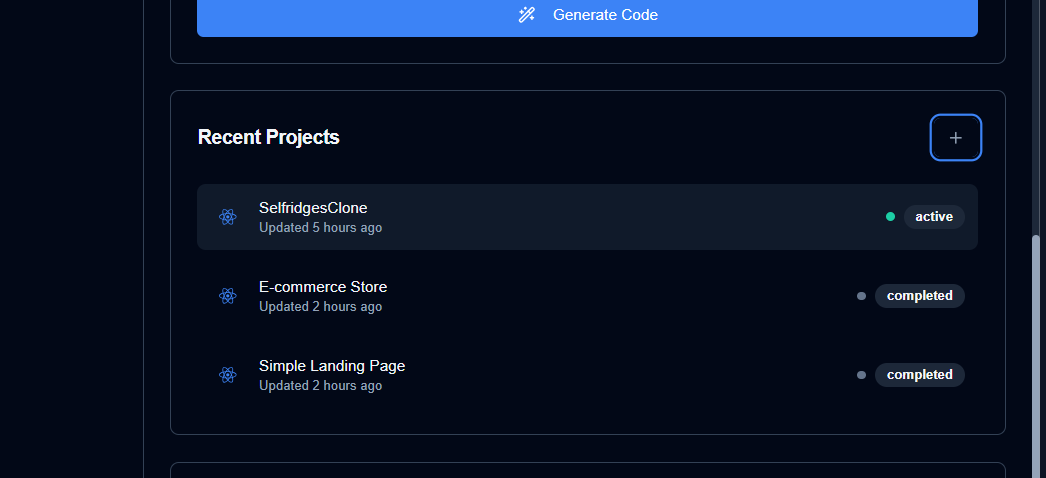 Generate Code
Recent Projects
+
SelfridgesClone
active
Updated 5 hours ago
E-commerce Store
completed
Updated 2 hours ago
Simple Landing Page
completed
Updated 2 hours ago